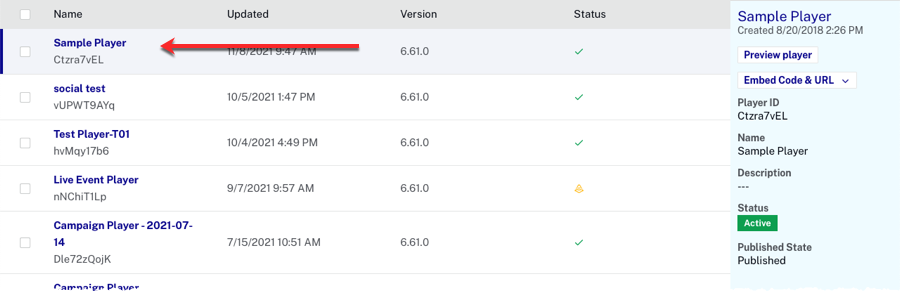 Name Updated Version Status
Sample Player
Ctzra7vEL
11/8/2021 9:47 AM 6.61.0
social test
vUPWT9AYq
10/5/2021 1:47 PM 6.61.0
Test Player-T01
hvMqy17b6
10/4/2021 4:49 PM 6.61.0
Live Event Player
nNChiT1Lp
9/7/2021 9:57 AM 6.61.0
Campaign Player - 2021-07-
14
Dle72zQojK
7/15/2021 10:51 AM 6.61.0
Campaign Player
Sample Player
Created 8/20/2018 2:26 PM
Preview player
Embed Code & URL
Player ID
Ctzra7vEL
Name
Sample Player
Description
---
Status
Active
Published State
Published